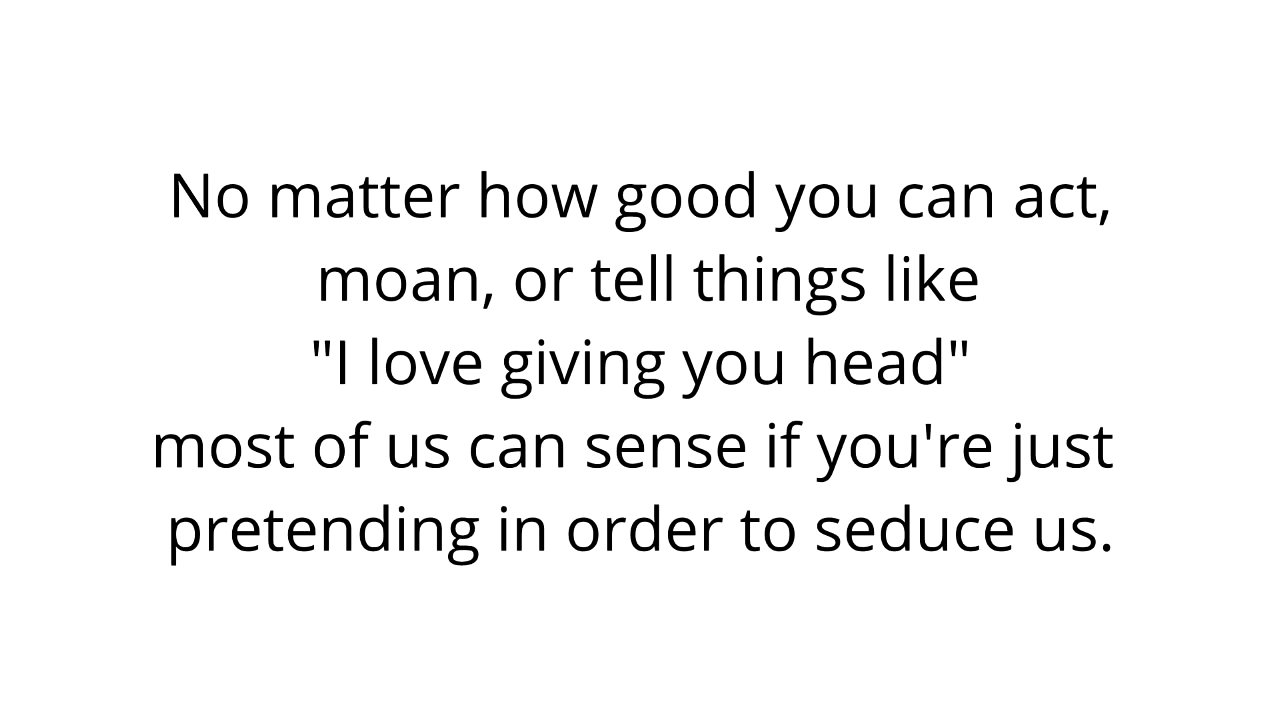 No matter how good you can act,
moan, or tell things like
"I love giving you head"
most of us can sense if you're just
pretending in order to seduce us.